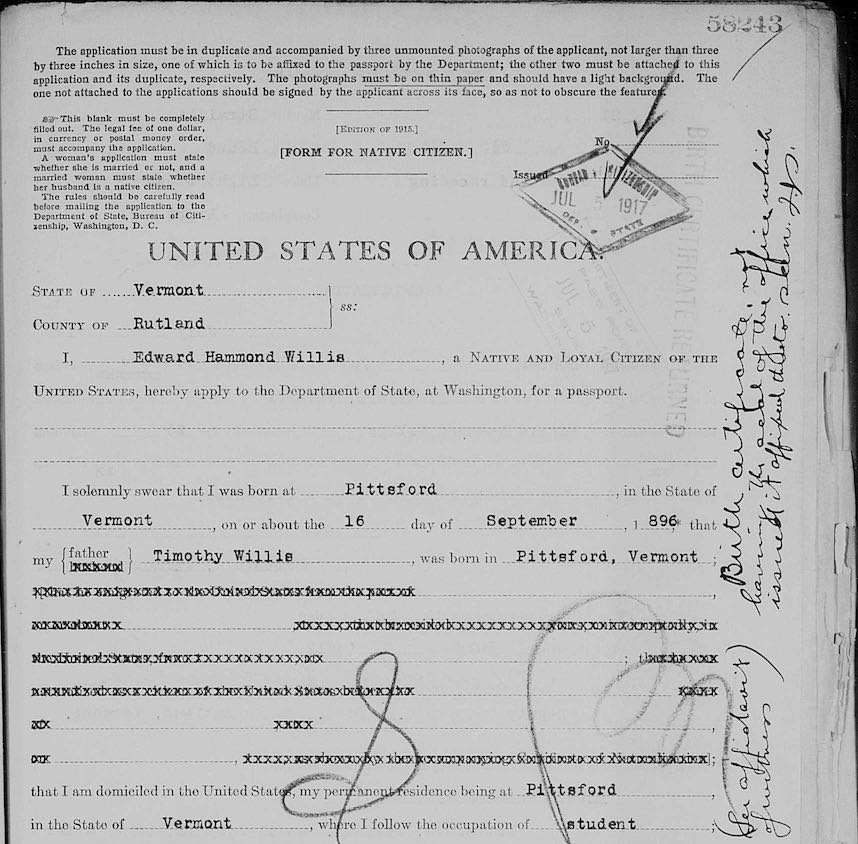 58243
The application must be in duplicate and accompanied by three unmounted photographs of the applicant, not larger than three
by three inches in size, one of which is to be affixed to the passport by the Department; the other two must be attached to this
application and its duplicate, respectively. The photographs must be on thin paper and should have a light background. The
one not attached to the applications should be signed by the applicant across its face, so as not to obscure the features.
☞ This blank must be completely
filled out. The legal fee of one dollar,
in currency or postal money order,
must accompany the application.
A woman's application must state
whether she is married or not, and a
married woman must state whether
her husband is a native citizen.
The rules should be carefully read
before mailing the application to the
Department of State, Bureau of Citi-
zenship, Washington, D. C.
[EDITION OF 1915.]
[FORM FOR NATIVE CITIZEN.]
No.
Issued
BUREAU CITIZENSHIP
JUL 5 1917
DEP. STATE
UNITED STATES OF AMERICA.
STATE OF Vermont
COUNTY OF Rutland
ss:
I, Edward Hammond Willis, a NATIVE AND LOYAL CITIZEN OF THE
UNITED STATES, hereby apply to the Department of State, at Washington, for a passport.
I solemnly swear that I was born at Pittsford, in the State of
Vermont, on or about the 16 day of September, 1896, that
my {father Timothy Willis, was born in Pittsford, Vermont;
that I am domiciled in the United States, my permanent residence being at Pittsford,
in the State of Vermont, where I follow the occupation of student;
BIRTH CERTIFICATE RETURNED
JUL 5
Birth certificate, not
having the seal of the office which
issued it affixed thereto seen.
(See affidavit
of witness)